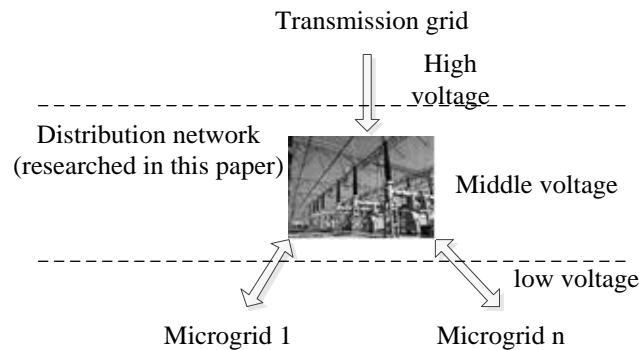 Transmission grid
High
voltage
Distribution network
(researched in this paper)
Middle voltage
low voltage
Microgrid 1
Microgrid n